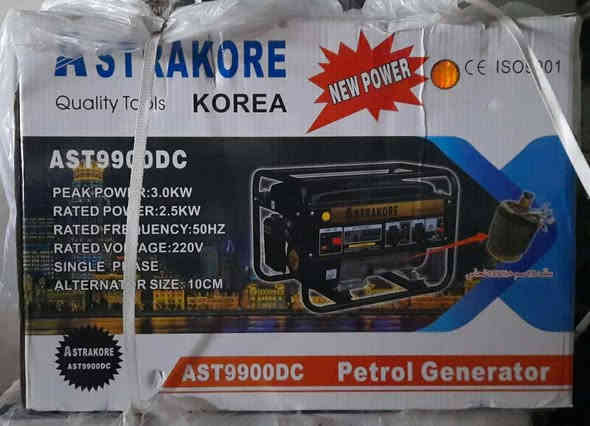 ASTRAKORE
Quality Tools KOREA
NEW POWER
CE ISO9001
AST9900DC
PEAK POWER:3.0KW
RATED POWER:2.5KW
RATED FREQUENCY:50HZ
RATED VOLTAGE:220V
SINGLE PHASE
ALTERNATOR SIZE: 10CM
ASTRAKORE
ASTRAKORE
AST9900DC
AST9900DC Petrol Generator